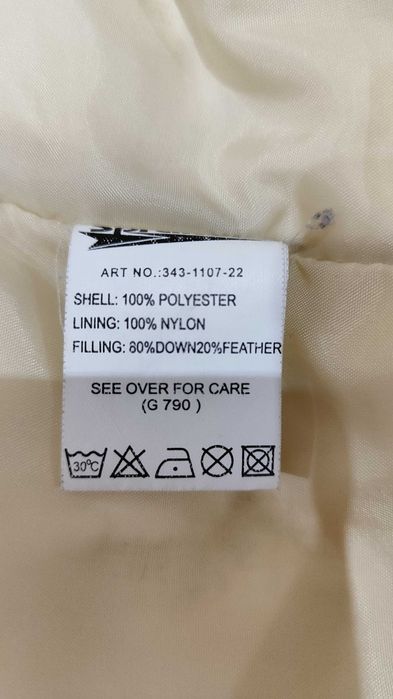 ART NO.:343-1107-22
SHELL: 100% POLYESTER
LINING: 100% NYLON
FILLING: 80%DOWN20%FEATHER
SEE OVER FOR CARE
(G 790 )
30°C